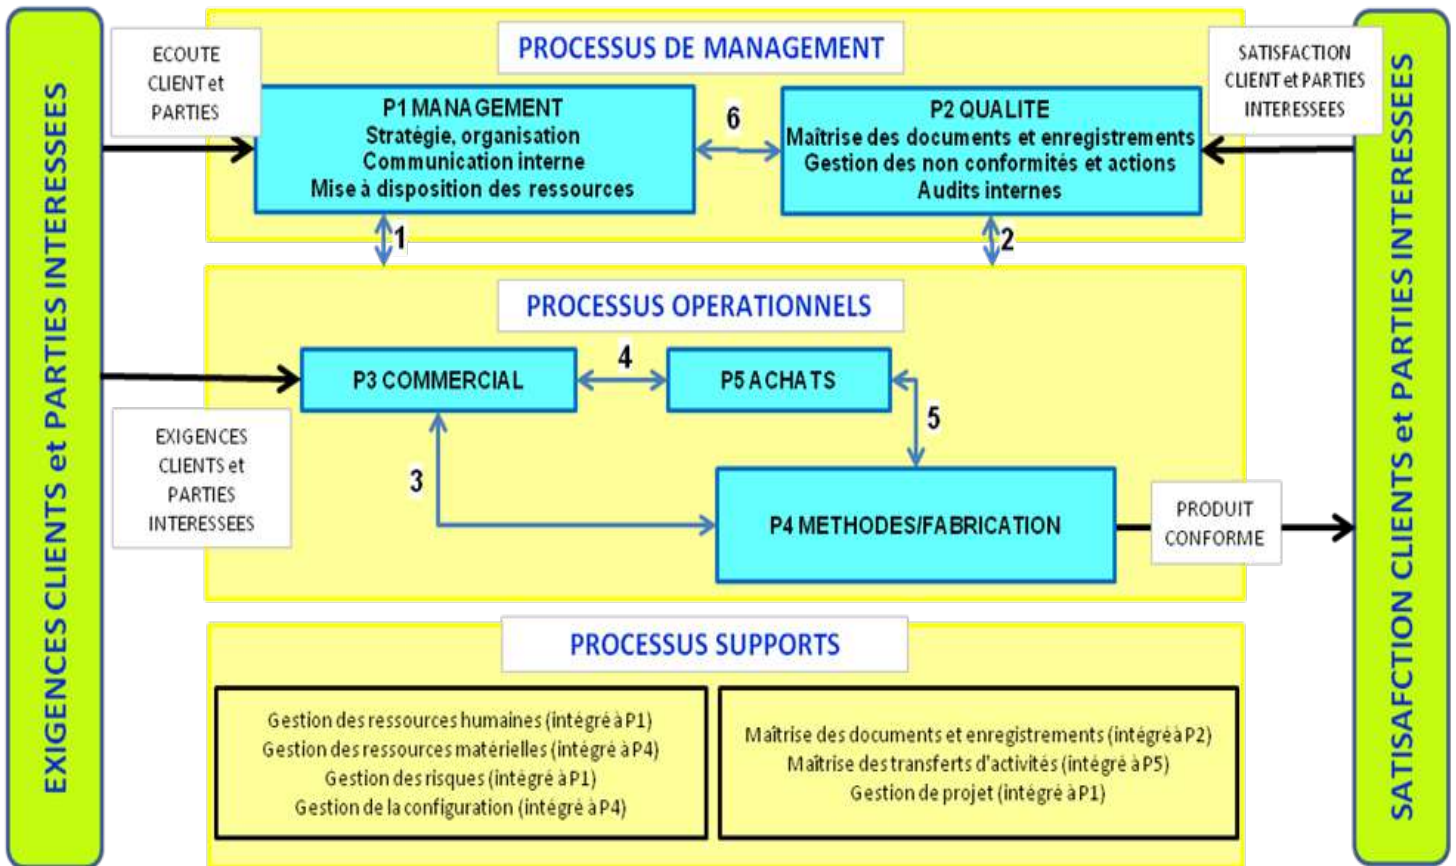 EXIGENCES CLIENTS et PARTIES INTERESSEES
ECOUTE
CLIENT et
PARTIES
PROCESSUS DE MANAGEMENT
P1 MANAGEMENT
Stratégie, organisation
Communication interne
Mise à disposition des ressources
6
P2 QUALITE
Maîtrise des documents et enregistrements
Gestion des non conformités et actions
Audits internes
SATISFACTION
CLIENT et PARTIES
INTERESSEES
1
2
PROCESSUS OPERATIONNELS
P3 COMMERCIAL
4
P5 ACHATS
5
EXIGENCES
CLIENTS et
PARTIES
INTERESSEES
3
P4 METHODES/FABRICATION
PRODUIT
CONFORME
PROCESSUS SUPPORTS
Gestion des ressources humaines (intégré à P1)
Gestion des ressources matérielles (intégré à P4)
Gestion des risques (intégré à P1)
Gestion de la configuration (intégré à P4)
Maîtrise des documents et enregistrements (intégré à P2)
Maîtrise des transferts d'activités (intégré à P5)
Gestion de projet (intégré à P1)
SATISAFCTION CLIENTS et PARTIES INTERESSEES